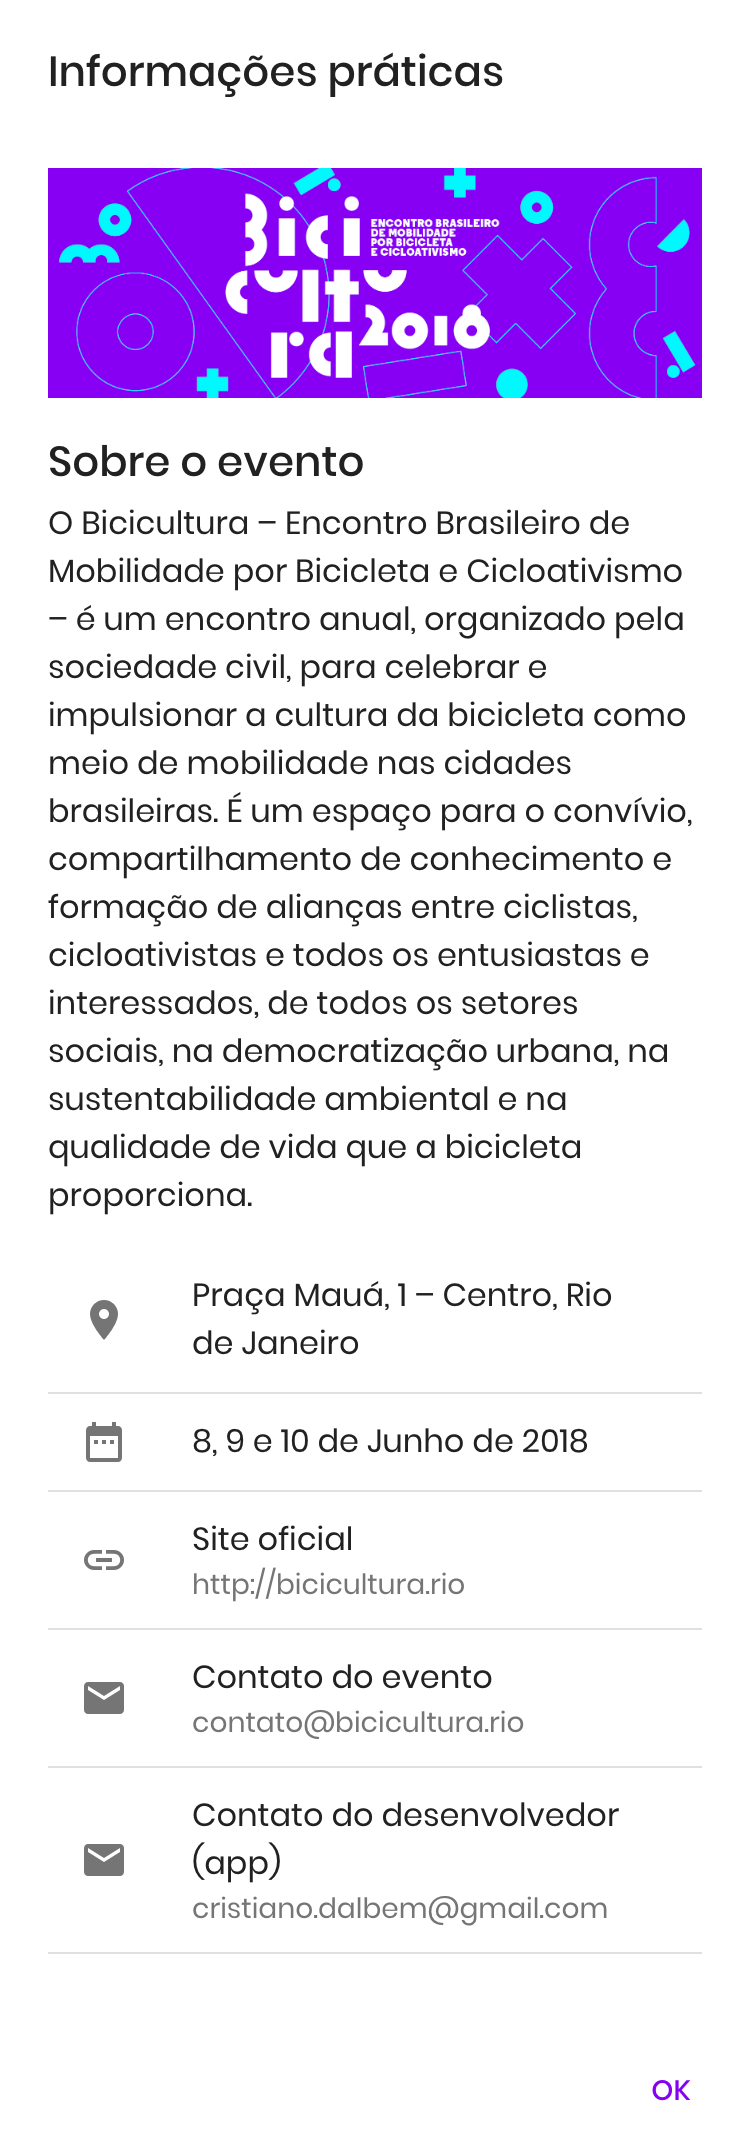 Informações práticas
Bici
cultu
ra 2018
ENCONTRO BRASILEIRO
DE MOBILIDADE
POR BICICLETA
E CICLOATIVISMO
Sobre o evento
O Bicicultura – Encontro Brasileiro de
Mobilidade por Bicicleta e Cicloativismo
– é um encontro anual, organizado pela
sociedade civil, para celebrar e
impulsionar a cultura da bicicleta como
meio de mobilidade nas cidades
brasileiras. É um espaço para o convívio,
compartilhamento de conhecimento e
formação de alianças entre ciclistas,
cicloativistas e todos os entusiastas e
interessados, de todos os setores
sociais, na democratização urbana, na
sustentabilidade ambiental e na
qualidade de vida que a bicicleta
proporciona.
Praça Mauá, 1 – Centro, Rio
de Janeiro
8, 9 e 10 de Junho de 2018
Site oficial
http://bicicultura.rio
Contato do evento
contato@bicicultura.rio
Contato do desenvolvedor
(app)
cristiano.dalbem@gmail.com
OK